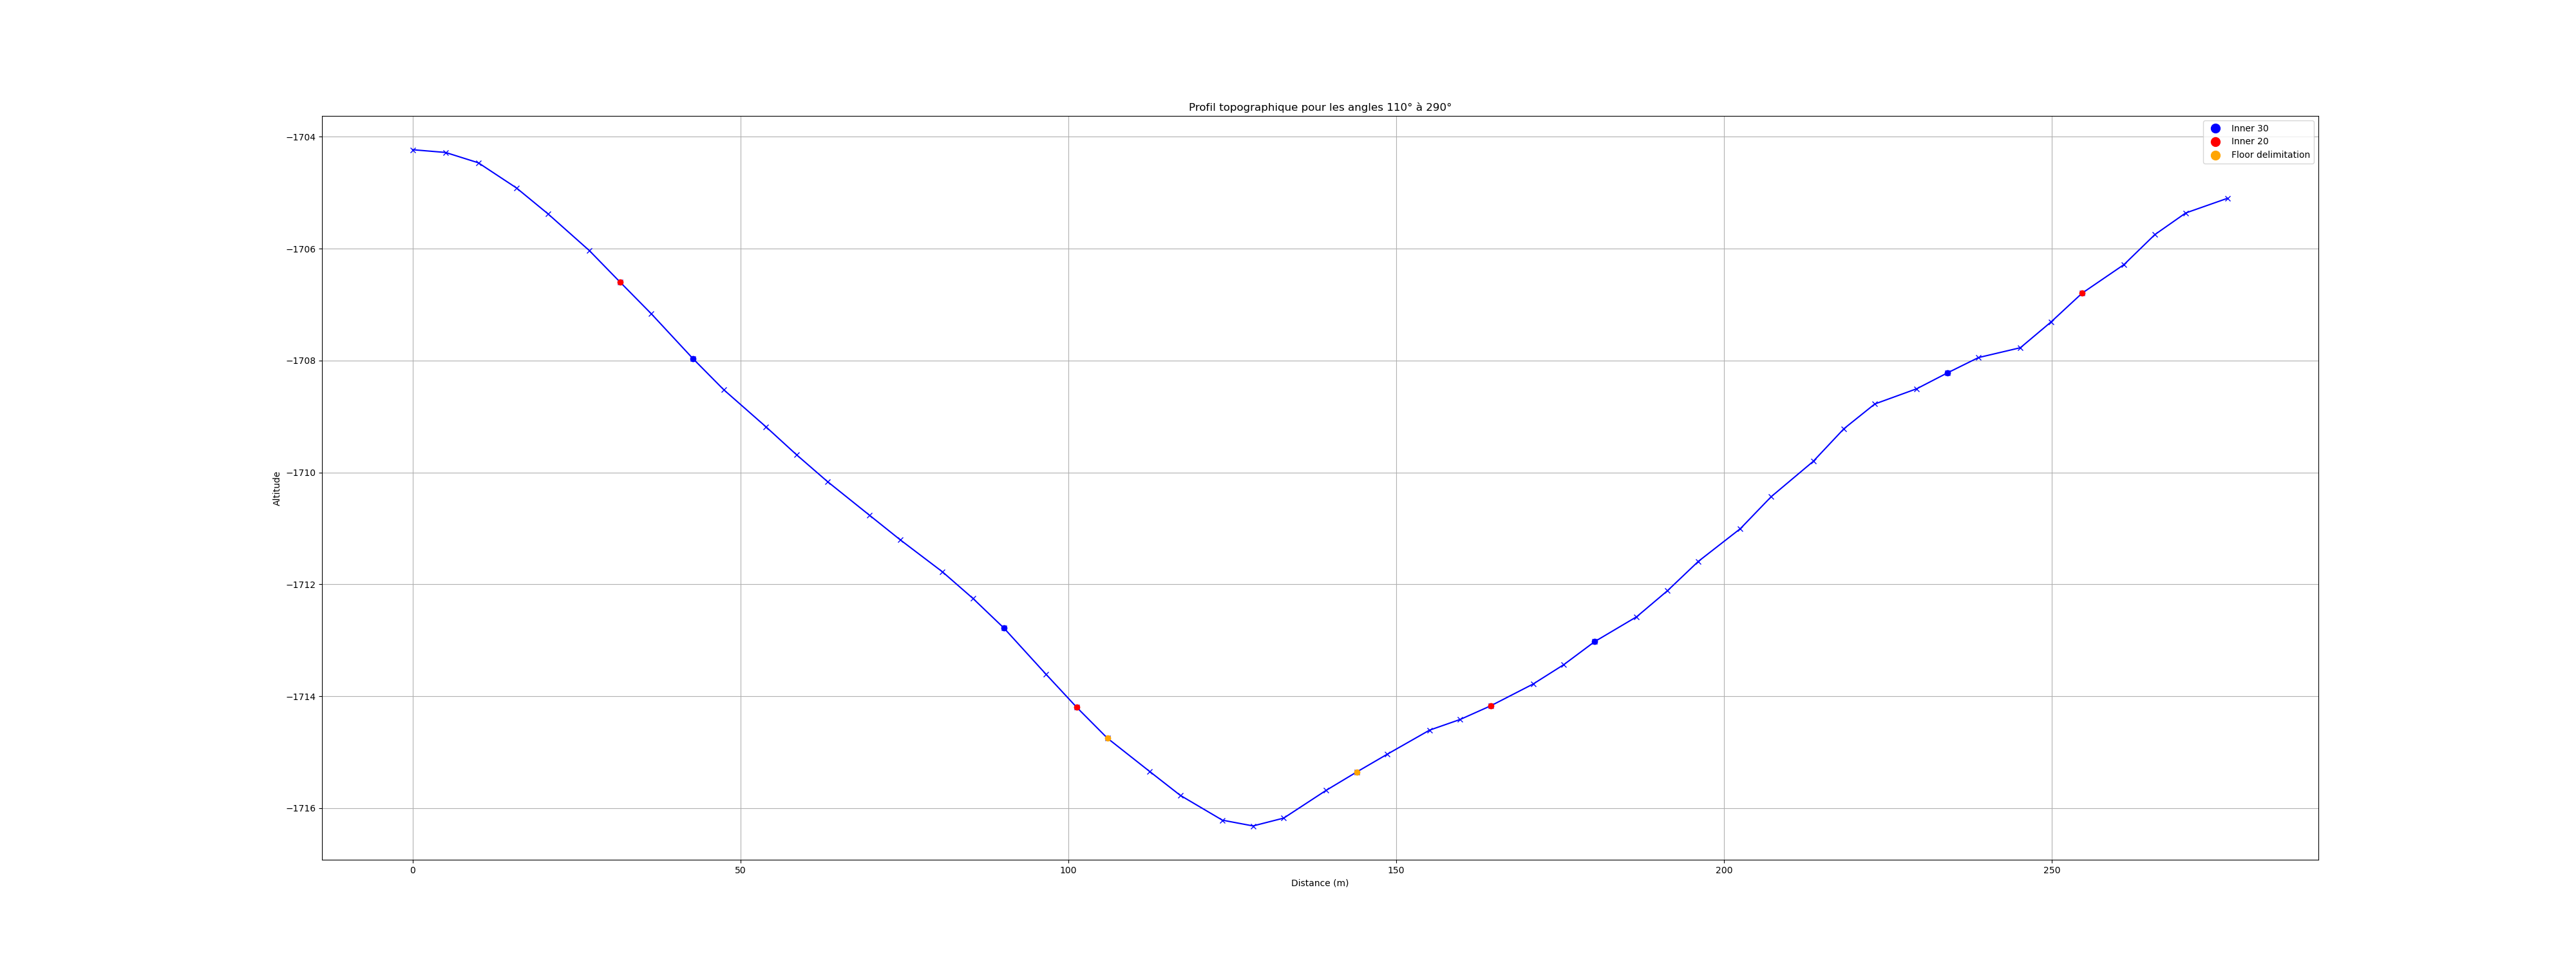 Profil topographique pour les angles 110° à 290°
Inner 30
Inner 20
Floor delimitation
−1704
−1706
−1708
−1710
−1712
−1714
−1716
Altitude
0 50 100 150 200 250
Distance (m)